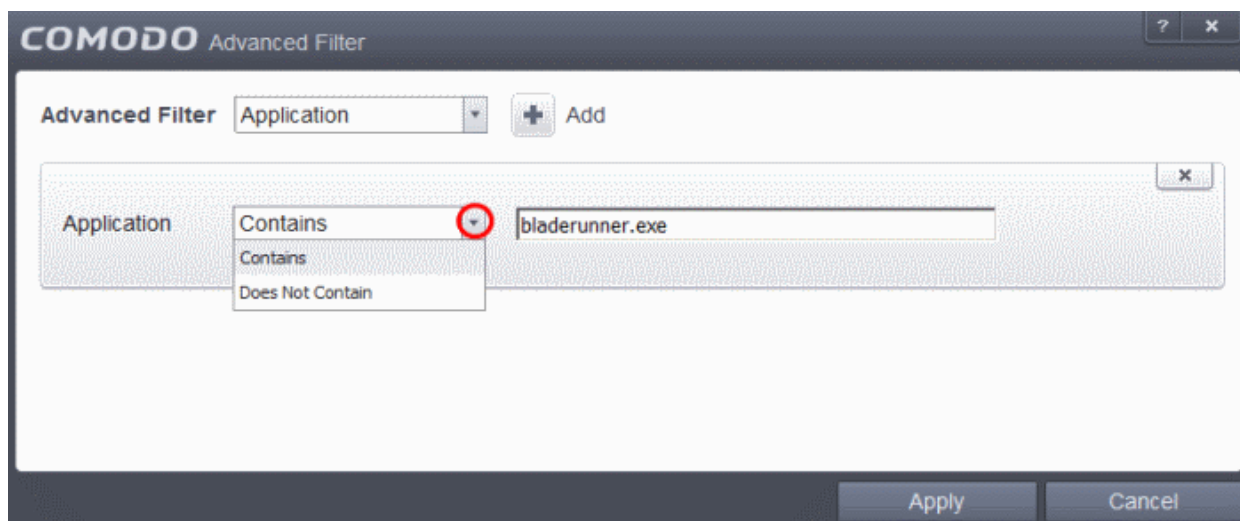 COMODO Advanced Filter ? x
Advanced Filter Application + Add
x
Application Contains bladerunner.exe
Contains
Does Not Contain
Apply Cancel